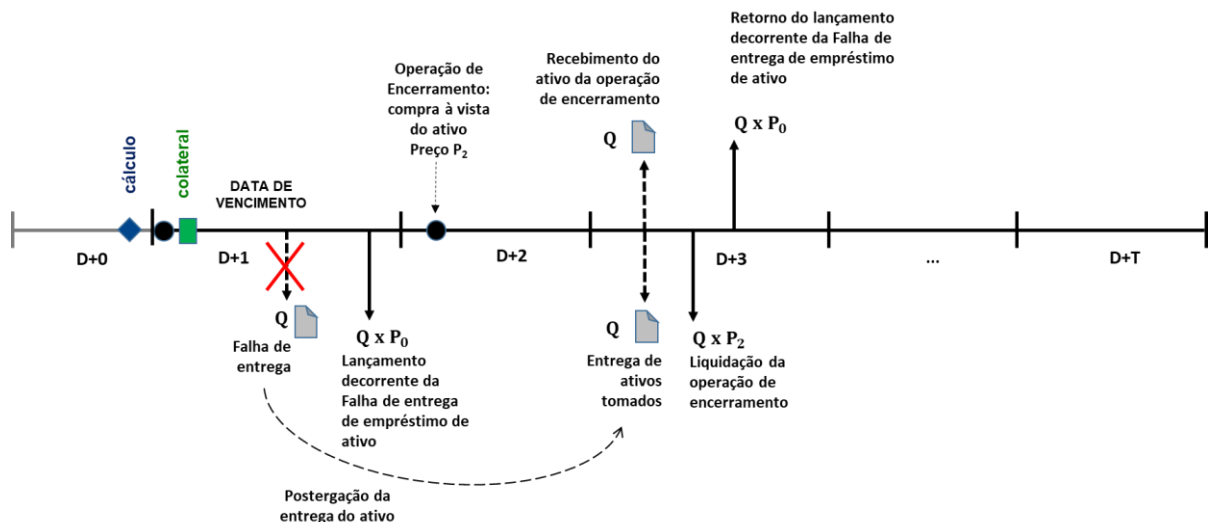 cálculo
colateral
DATA DE
VENCIMENTO
Operação de
Encerramento:
compra à vista
do ativo
Preço P₂
Recebimento do
ativo da operação
de encerramento
Q
Retorno do lançamento
decorrente da Falha de
entrega de empréstimo
de ativo
Q x P₀
D+0
D+1
D+2
D+3
...
D+T
Q
Falha de
entrega
Q x P₀
Lançamento
decorrente da
Falha de entrega
de empréstimo de
ativo
Q
Entrega de
ativos
tomados
Q x P₂
Liquidação da
operação de
encerramento
Postergação da
entrega do ativo